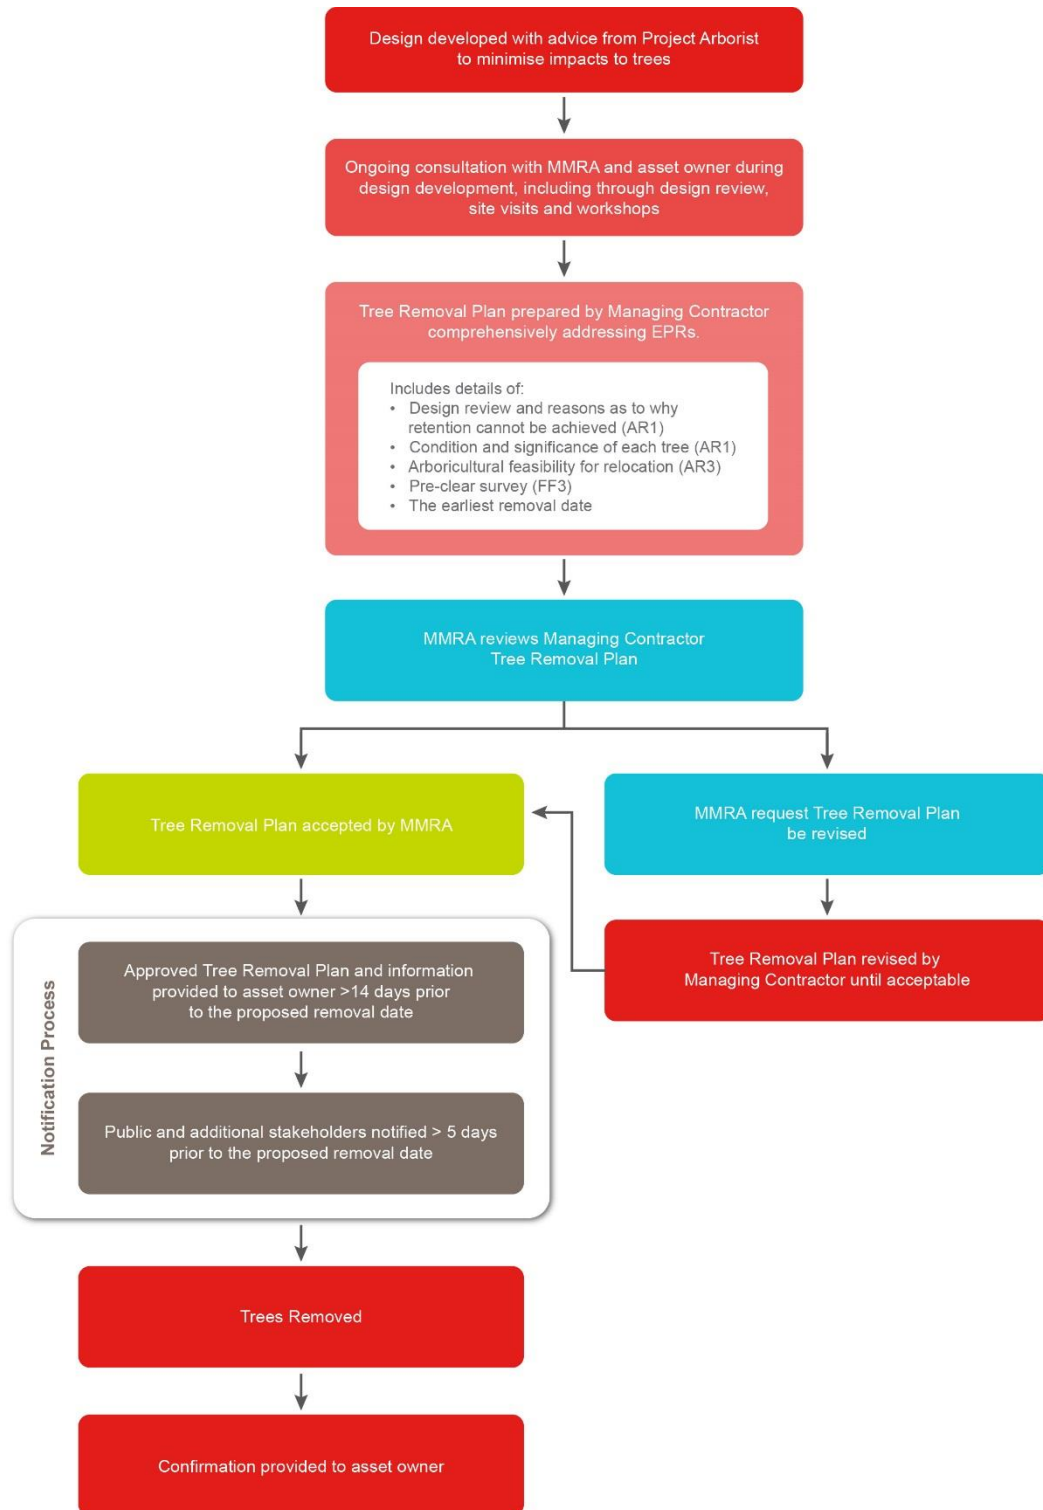 Design developed with advice from Project Arborist
to minimise impacts to trees
Ongoing consultation with MMRA and asset owner during
design development, including through design review,
site visits and workshops
Tree Removal Plan prepared by Managing Contractor
comprehensively addressing EPRs.
Includes details of:
• Design review and reasons as to why
retention cannot be achieved (AR1)
• Condition and significance of each tree (AR1)
• Arboricultural feasibility for relocation (AR3)
• Pre-clear survey (FF3)
• The earliest removal date
MMRA reviews Managing Contractor
Tree Removal Plan
Tree Removal Plan accepted by MMRA
MMRA request Tree Removal Plan
be revised
Tree Removal Plan revised by
Managing Contractor until acceptable
Notification Process
Approved Tree Removal Plan and information
provided to asset owner >14 days prior
to the proposed removal date
Public and additional stakeholders notified > 5 days
prior to the proposed removal date
Trees Removed
Confirmation provided to asset owner